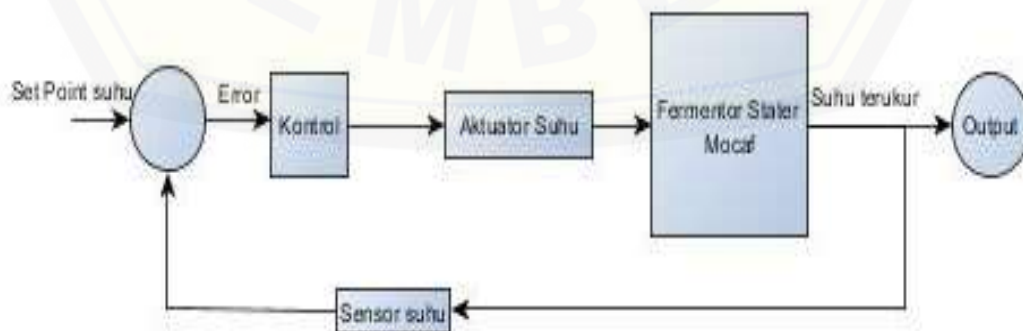 Set Point suhu
Error
Kontrol
Aktuator Suhu
Fermentor Stater
Mocaf
Suhu terukur
Output
Sensor suhu